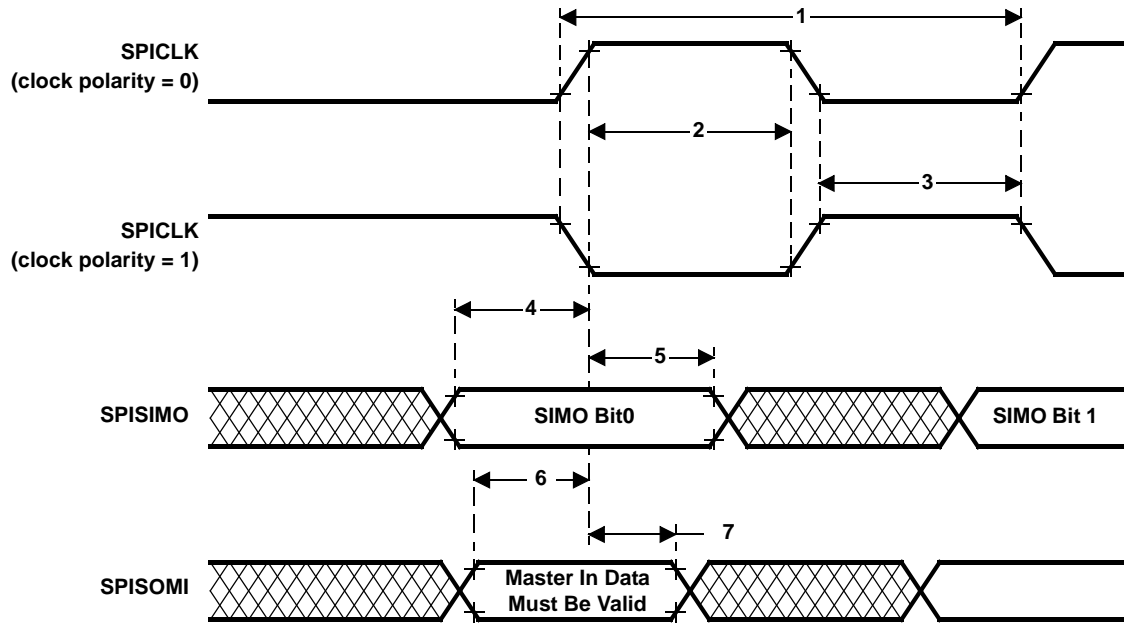 1
SPICLK
(clock polarity = 0)
2
3
SPICLK
(clock polarity = 1)
4
5
SPISIMO
SIMO Bit0
SIMO Bit 1
6
7
SPISOMI
Master In Data
Must Be Valid